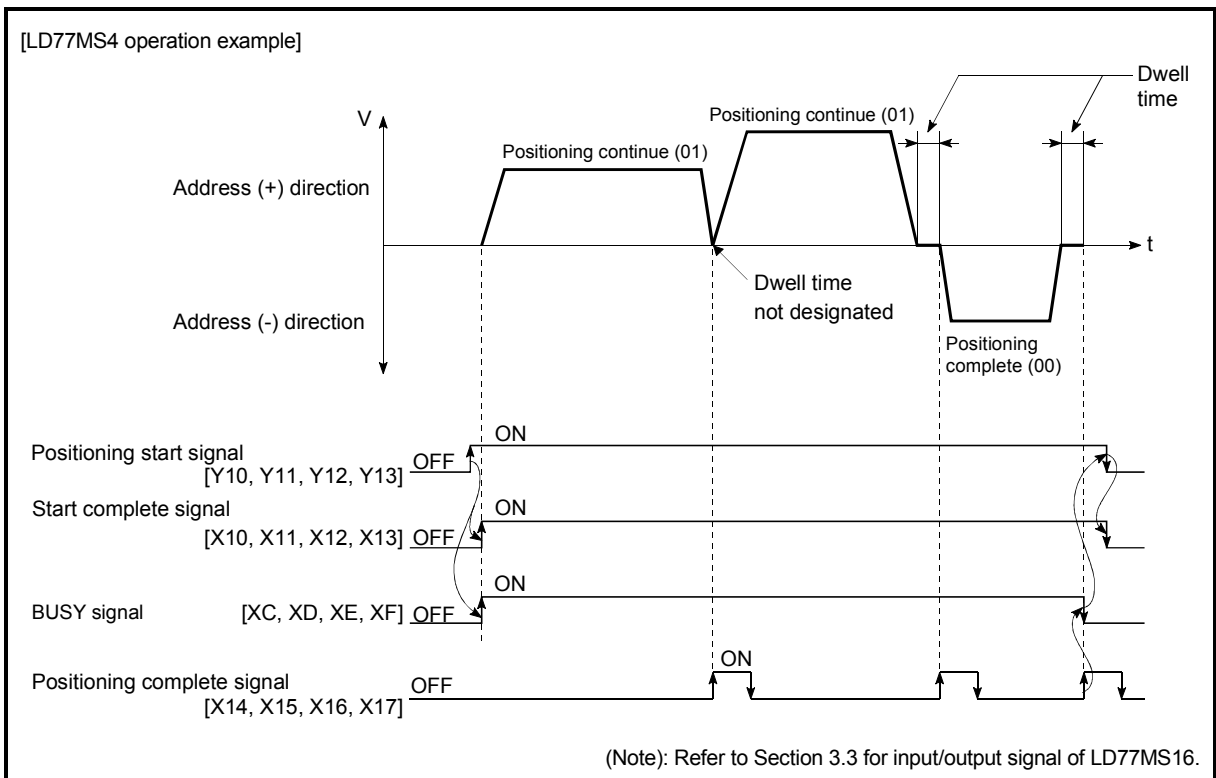 [LD77MS4 operation example]
Dwell
time
V
Positioning continue (01)
Positioning continue (01)
Address (+) direction
t
Dwell time
not designated
Address (-) direction
Positioning
complete (00)
ON
Positioning start signal
[Y10, Y11, Y12, Y13]
OFF
ON
Start complete signal
[X10, X11, X12, X13]
OFF
ON
BUSY signal
[XC, XD, XE, XF]
OFF
ON
Positioning complete signal
[X14, X15, X16, X17]
OFF
(Note): Refer to Section 3.3 for input/output signal of LD77MS16.